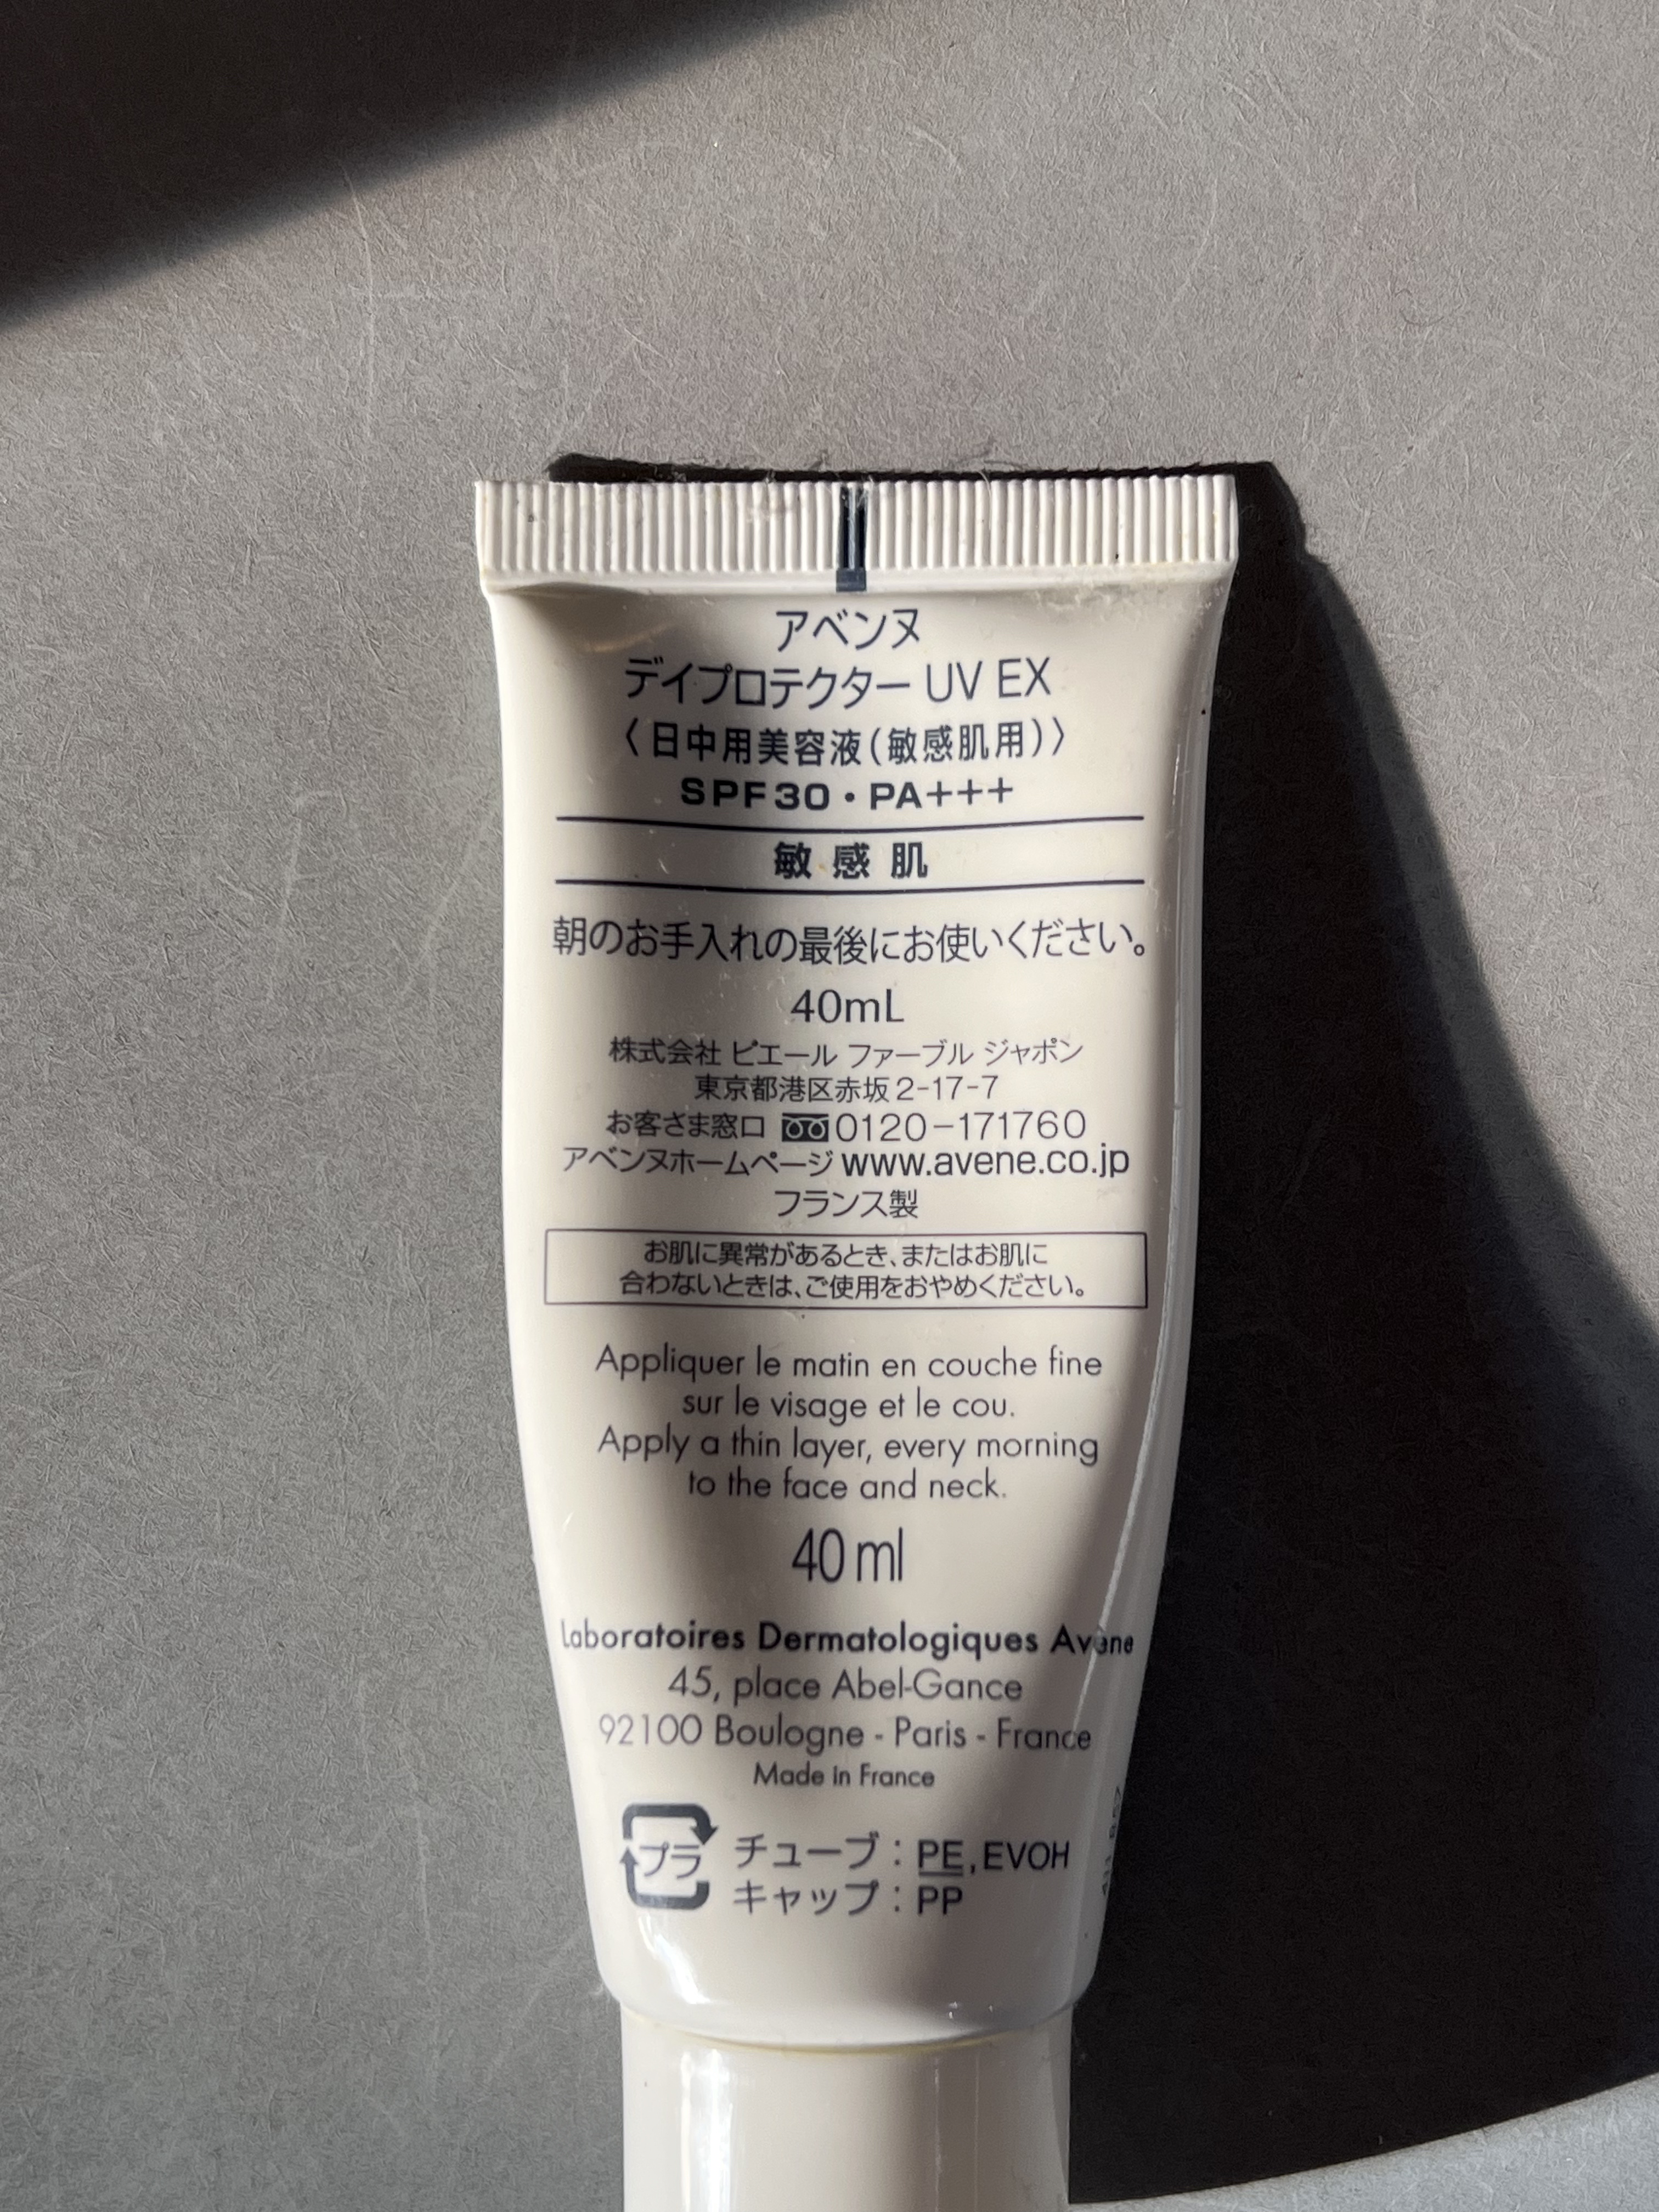 アベンヌ
デイプロテクター UV EX
〈日中用美容液(敏感肌用)〉
SPF30・PA+++
敏感肌
朝のお手入れの最後にお使いください。
40mL
株式会社 ピエール ファーブル ジャポン
東京都港区赤坂2-17-7
お客さま窓口 0120-171760
アベンヌホームページ www.avene.co.jp
フランス製
お肌に異常があるとき、またはお肌に
合わないときは、ご使用をおやめください。
Appliquer le matin en couche fine
sur le visage et le cou.
Apply a thin layer, every morning
to the face and neck.
40 ml
Laboratoires Dermatologiques Avène
45, place Abel-Gance
92100 Boulogne - Paris - France
Made in France
プラ チューブ : PE, EVOH
キャップ : PP